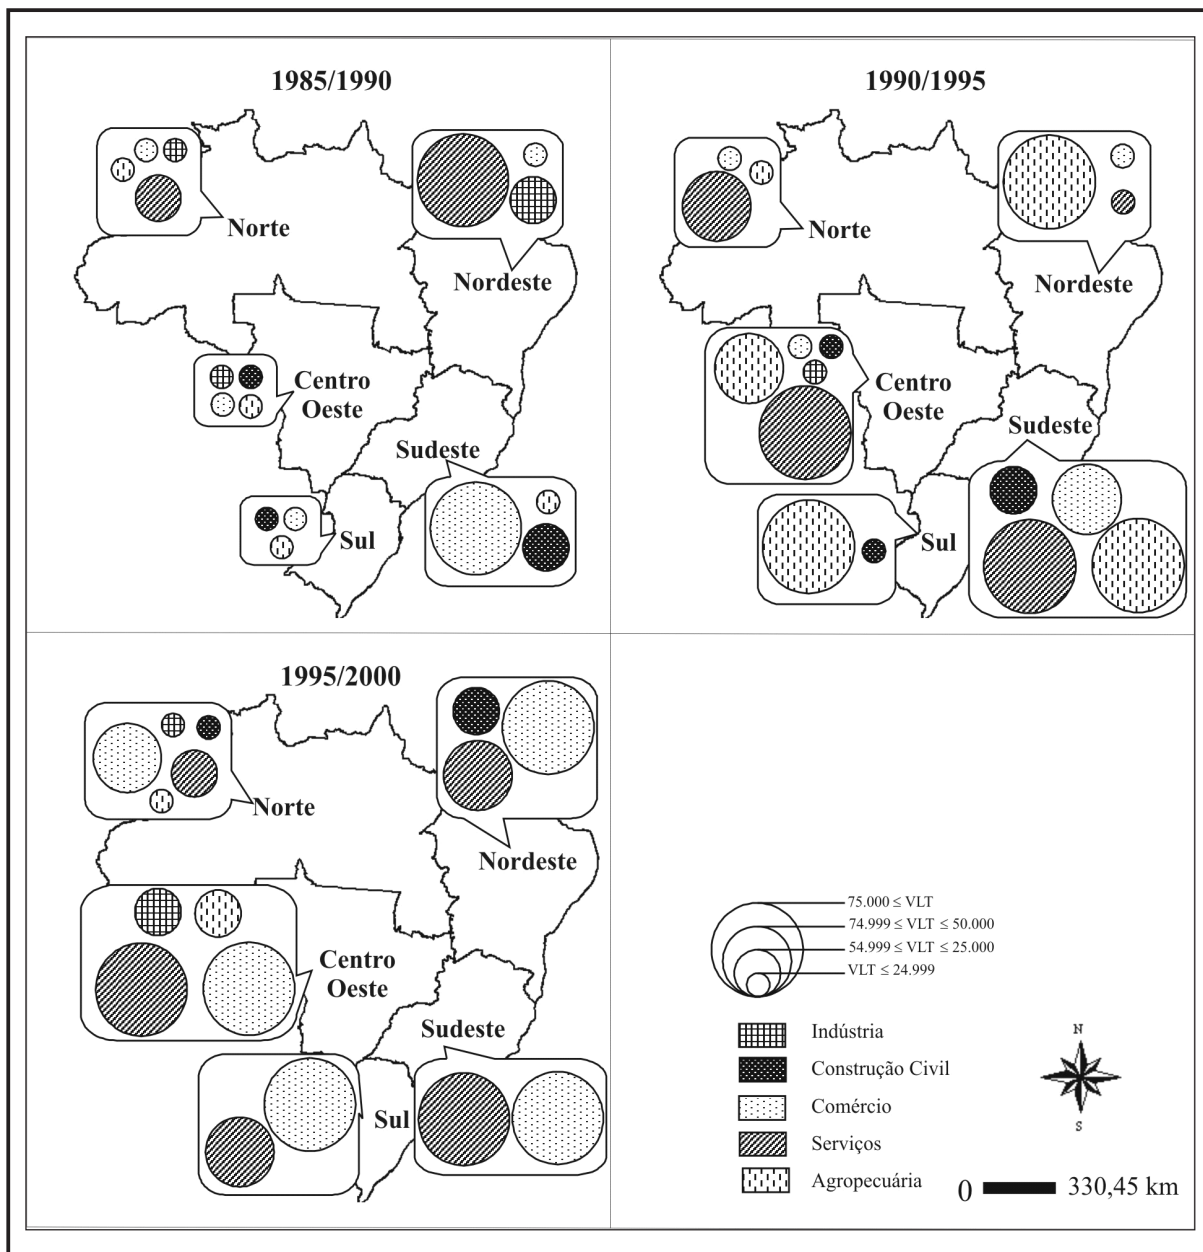 1985/1990
Norte
Nordeste
Centro
Oeste
Sudeste
Sul
1990/1995
Norte
Nordeste
Centro
Oeste
Sudeste
Sul
1995/2000
Norte
Nordeste
Centro
Oeste
Sudeste
Sul
75.000 ≤ VLT
74.999 ≤ VLT ≤ 50.000
54.999 ≤ VLT ≤ 25.000
VLT ≤ 24.999
Indústria
Construção Civil
Comércio
Serviços
Agropecuária
N
S
0 330,45 km